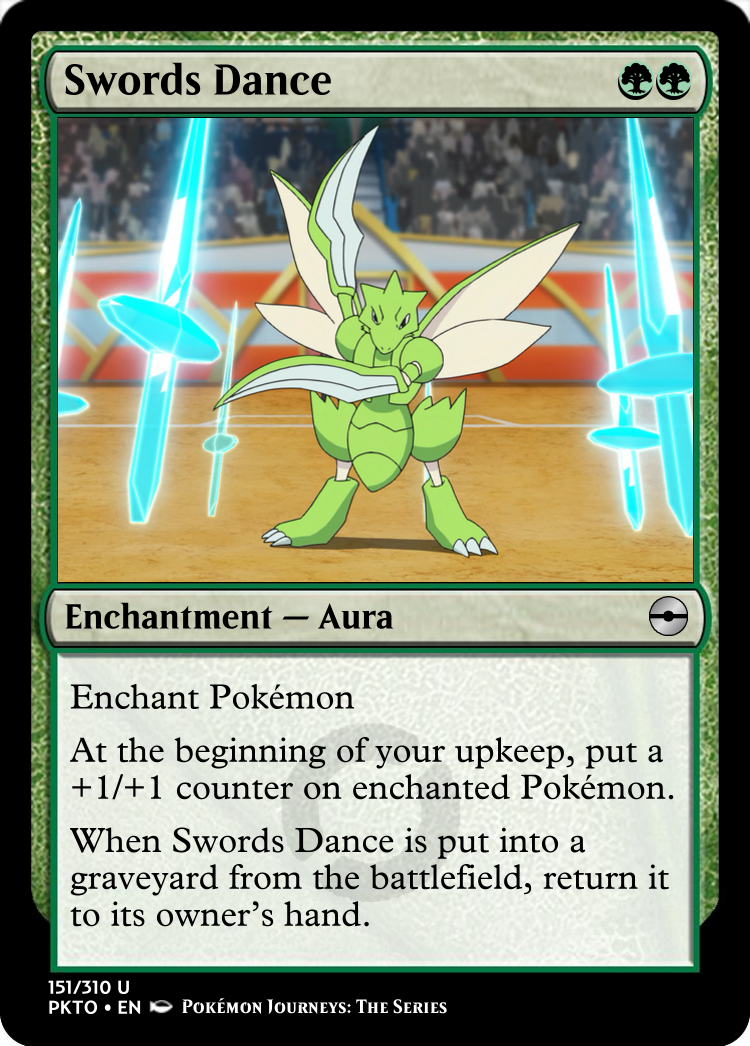 Swords Dance
Enchantment — Aura
Enchant Pokémon
At the beginning of your upkeep, put a
+1/+1 counter on enchanted Pokémon.
When Swords Dance is put into a
graveyard from the battlefield, return it
to its owner's hand.
151/310 U
PKTO • EN Pokémon Journeys: The Series